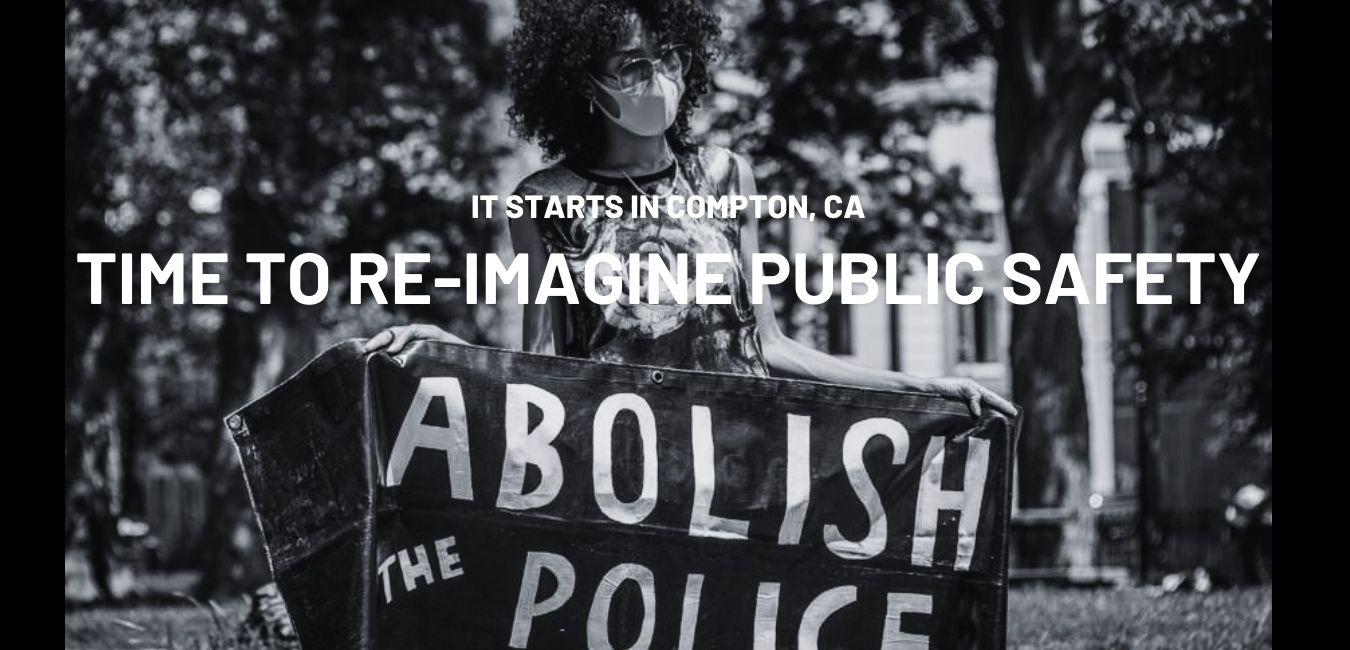 IT STARTS IN COMPTON, CA
TIME TO RE-IMAGINE PUBLIC SAFETY
ABOLISH
THE POLICE